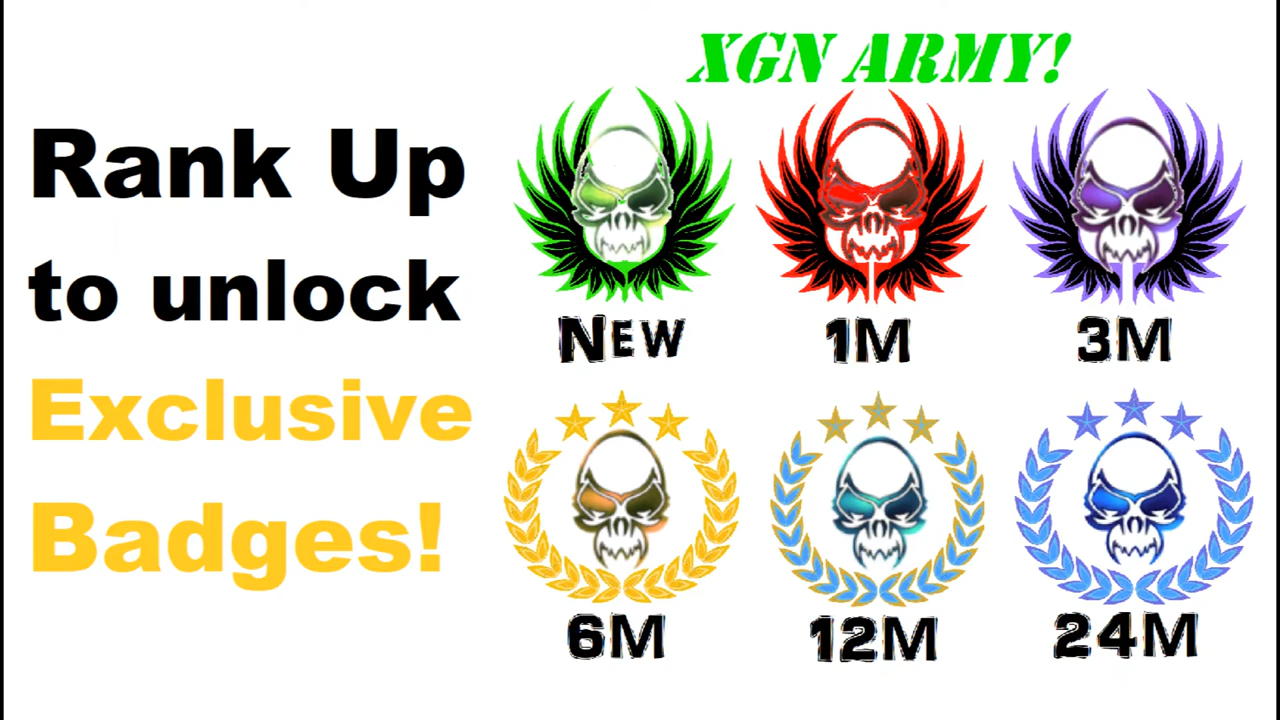 Rank Up
to unlock
Exclusive
Badges!
XGN ARMY!
NEW
1M
3M
6M
12M
24M